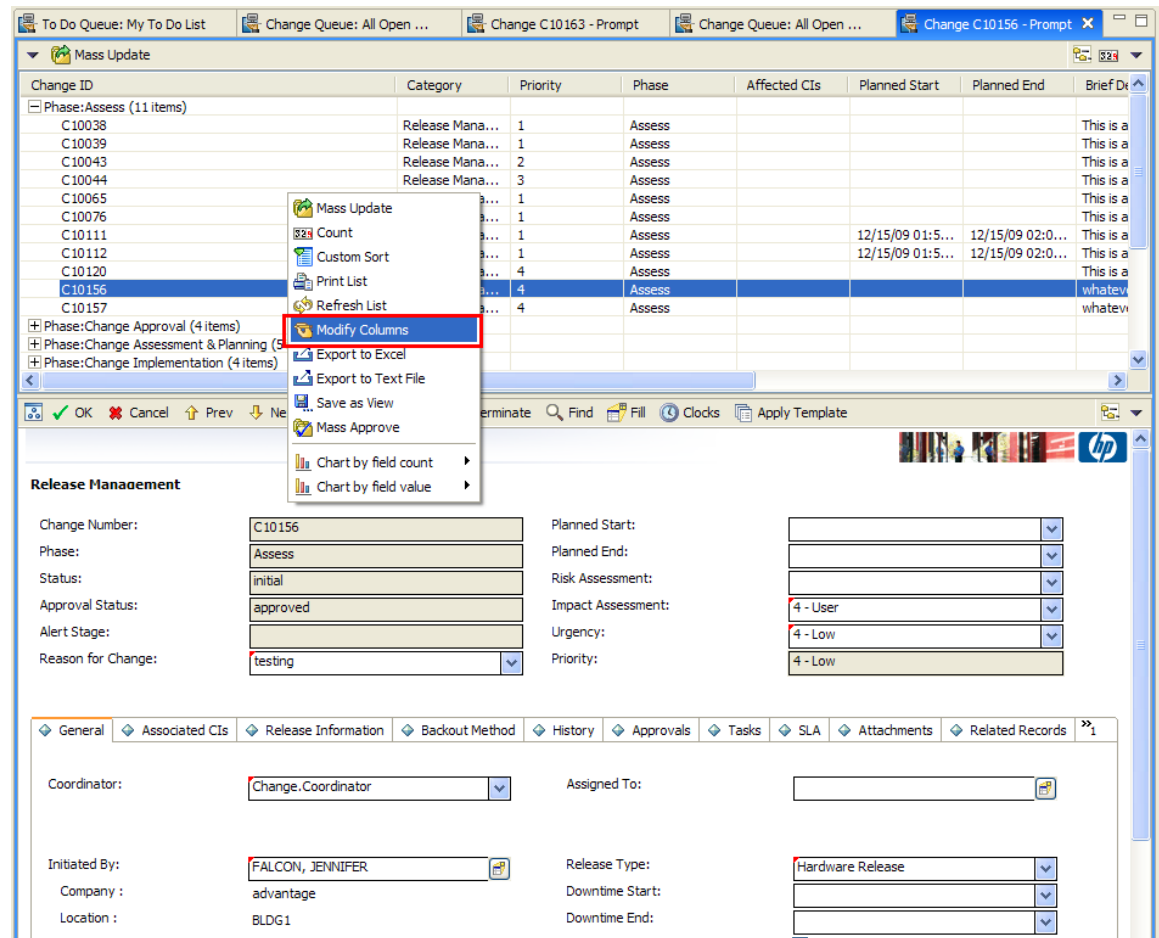 To Do Queue: My To Do List Change Queue: All Open ... Change C10163 - Prompt Change Queue: All Open ... Change C10156 - Prompt
Mass Update
Change ID Category Priority Phase Affected CIs Planned Start Planned End Brief De
Phase:Assess (11 items)
C10038 Release Mana... 1 Assess This is a
C10039 Release Mana... 1 Assess This is a
C10043 Release Mana... 2 Assess This is a
C10044 Release Mana... 3 Assess This is a
C10065 a... 1 Assess This is a
C10076 a... 1 Assess This is a
C10111 a... 1 Assess 12/15/09 01:5... 12/15/09 02:0... This is a
C10112 a... 1 Assess 12/15/09 01:5... 12/15/09 02:0... This is a
C10120 a... 4 Assess This is a
C10156 a... 4 Assess whateve
C10157 a... 4 Assess whateve
Phase:Change Approval (4 items)
Phase:Change Assessment & Planning (5
Phase:Change Implementation (4 items)
Mass Update
Count
Custom Sort
Print List
Refresh List
Modify Columns
Export to Excel
Export to Text File
Save as View
Mass Approve
Chart by field count
Chart by field value
OK Cancel Prev Ne erminate Find Fill Clocks Apply Template
hp
Release Management
Change Number: C10156 Planned Start:
Phase: Assess Planned End:
Status: initial Risk Assessment:
Approval Status: approved Impact Assessment: 4 - User
Alert Stage: Urgency: 4 - Low
Reason for Change: testing Priority: 4 - Low
General Associated CIs Release Information Backout Method History Approvals Tasks SLA Attachments Related Records »1
Coordinator: Change.Coordinator Assigned To:
Initiated By: FALCON, JENNIFER Release Type: Hardware Release
Company : advantage Downtime Start:
Location : BLDG1 Downtime End: